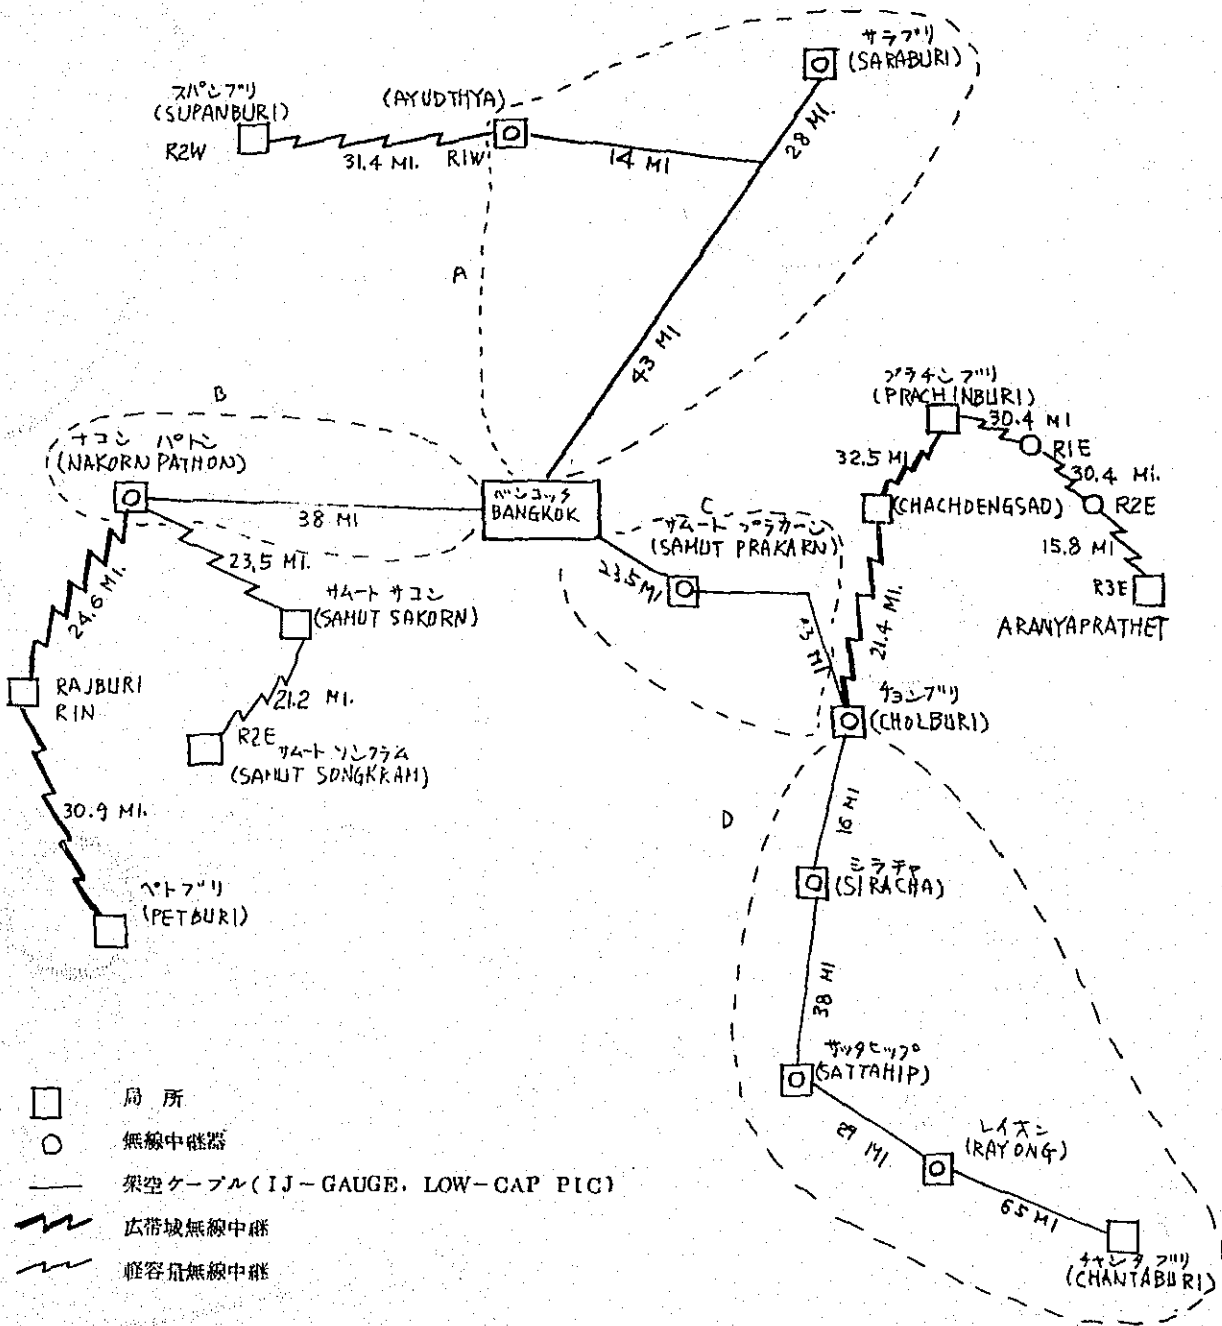 サラブリ
(SARABURI)
スパンブリ
(SUPANBURI)
R2W
(AYUDTHYA)
31.4 MI.
R1W
14 MI
28 MI.
A
43 MI
B
ナコン パトン
(NAKORN PATHON)
38 MI
バンコック
BANGKOK
C
サムート プラカーン
(SAMUT PRAKARN)
23.5 MI
プラチンブリ
(PRACHINBURI)
30.4 MI
R1E
32.5 MI
30.4 MI.
(CHACHOENGSAO)
R2E
15.8 MI
R3E
ARANYAPRATHET
21.4 MI.
チョンブリ
(CHOLBURI)
23.5 MI.
24.6 MI.
サムート サコン
(SAMUT SAKORN)
RAJBURI
R1N
21.2 MI.
R2E
サムート ソンクラム
(SAMUT SONGKRAM)
30.9 MI.
ペトブリ
(PETBURI)
D
16 MI
シラチャ
(SIRACHA)
38 MI
サッタヒップ
(SATTAHIP)
29 MI
レイオン
(RAYONG)
65 MI
チャンタブリ
(CHANTABURI)
局 所
無線中継器
架空ケーブル(IJ-GAUGE. LOW-CAP PIC)
広帯域無線中継
軽容量無線中継